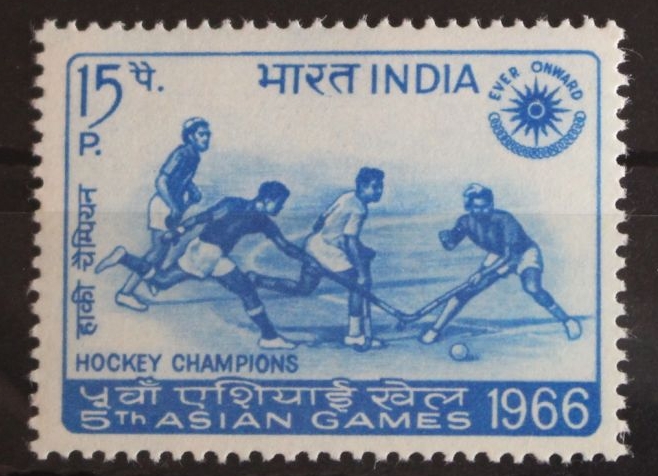 15 पै.
P.
भारत INDIA
EVER ONWARD
हाकी चैम्पियन
HOCKEY CHAMPIONS
५वाँ एशियाई खेल
5TH ASIAN GAMES 1966